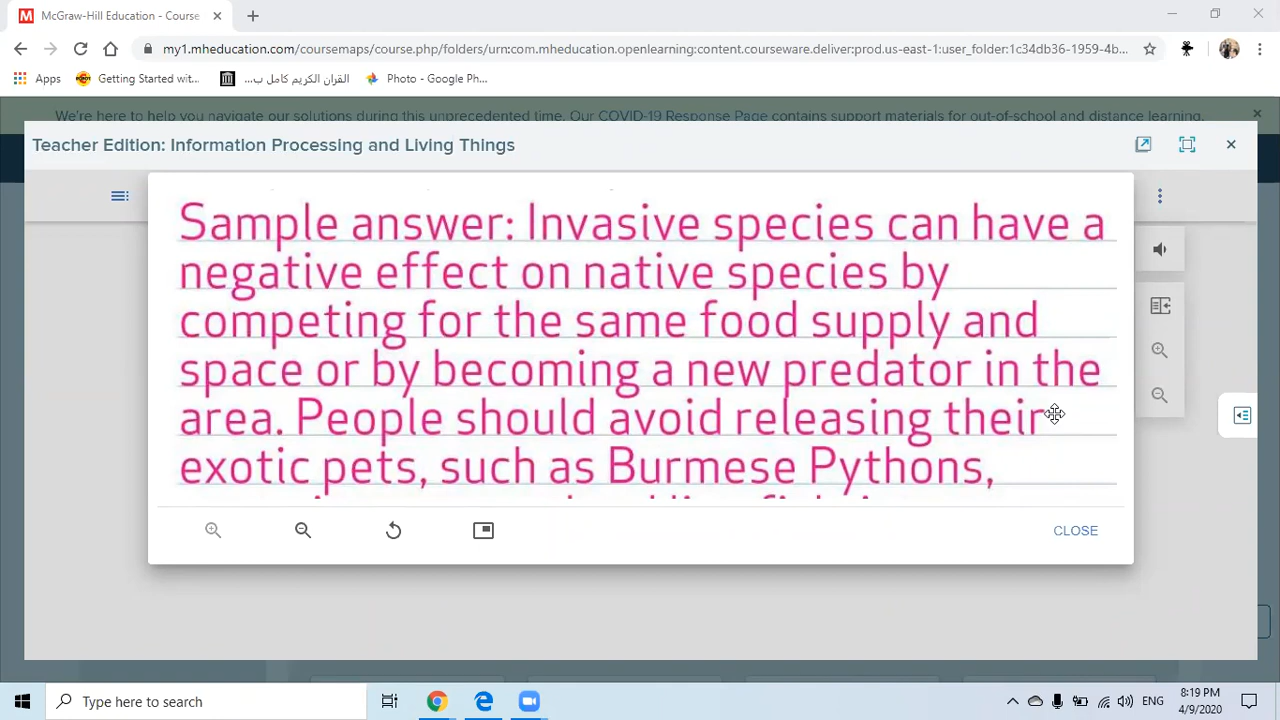 McGraw-Hill Education - Course
my1.mheducation.com/coursemaps/course.php/folders/urn:com.mheducation.openlearning:content.courseware.deliver:prod.us-east-1:user_folder:1c34db36-1959-4b...
Apps
Getting Started wit...
القران الكريم كامل ب...
Photo - Google Ph...
We're here to help you navigate our solutions during this unprecedented time. Our COVID-19 Response Page contains support materials for out-of-school and distance learning.
Teacher Edition: Information Processing and Living Things
Sample answer: Invasive species can have a
negative effect on native species by
competing for the same food supply and
space or by becoming a new predator in the
area. People should avoid releasing their
exotic pets, such as Burmese Pythons,
CLOSE
Type here to search
ENG
8:19 PM
4/9/2020